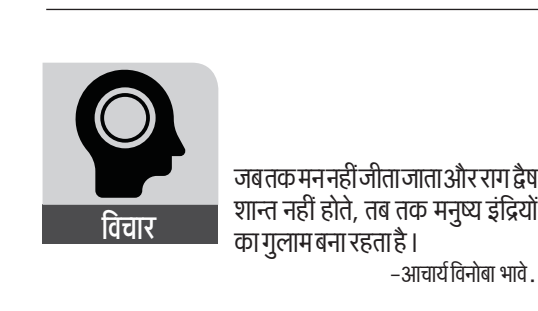 विचार
जब तक मन नहीं जीता जाता और राग द्वैष
शान्त नहीं होते, तब तक मनुष्य इंद्रियों
का गुलाम बना रहता है।
-आचार्य विनोबा भावे.